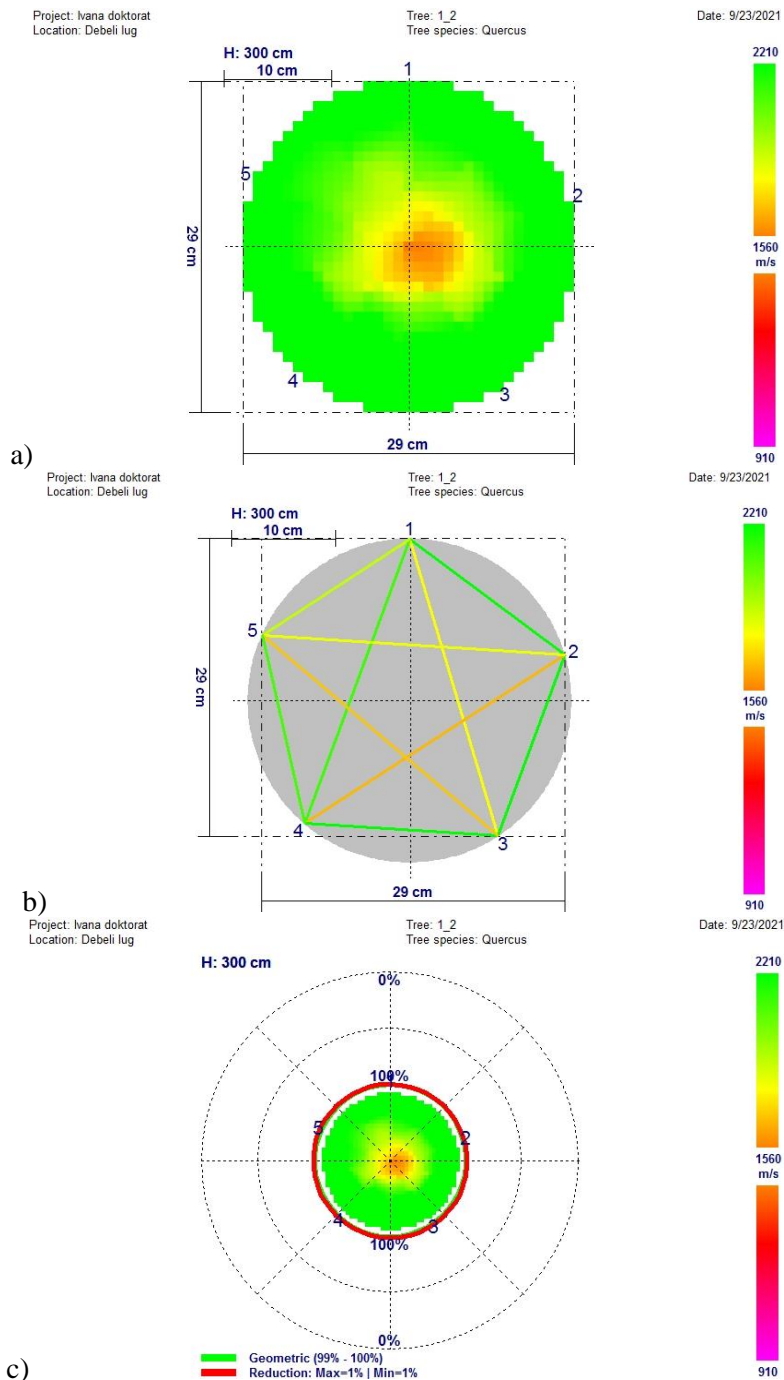 Project: Ivana doktorat
Location: Debeli lug
Tree: 1_2
Tree species: Quercus
Date: 9/23/2021
H: 300 cm
10 cm
1
5
2
29 cm
4
3
29 cm
2210
1560
m/s
910
a)
Project: Ivana doktorat
Location: Debeli lug
Tree: 1_2
Tree species: Quercus
Date: 9/23/2021
H: 300 cm
10 cm
1
5
2
29 cm
4
3
29 cm
2210
1560
m/s
910
b)
Project: Ivana doktorat
Location: Debeli lug
Tree: 1_2
Tree species: Quercus
Date: 9/23/2021
H: 300 cm
0%
100%
5
2
4
3
100%
0%
2210
1560
m/s
910
Geometric (99% - 100%)
Reduction: Max=1% | Min=1%
c)